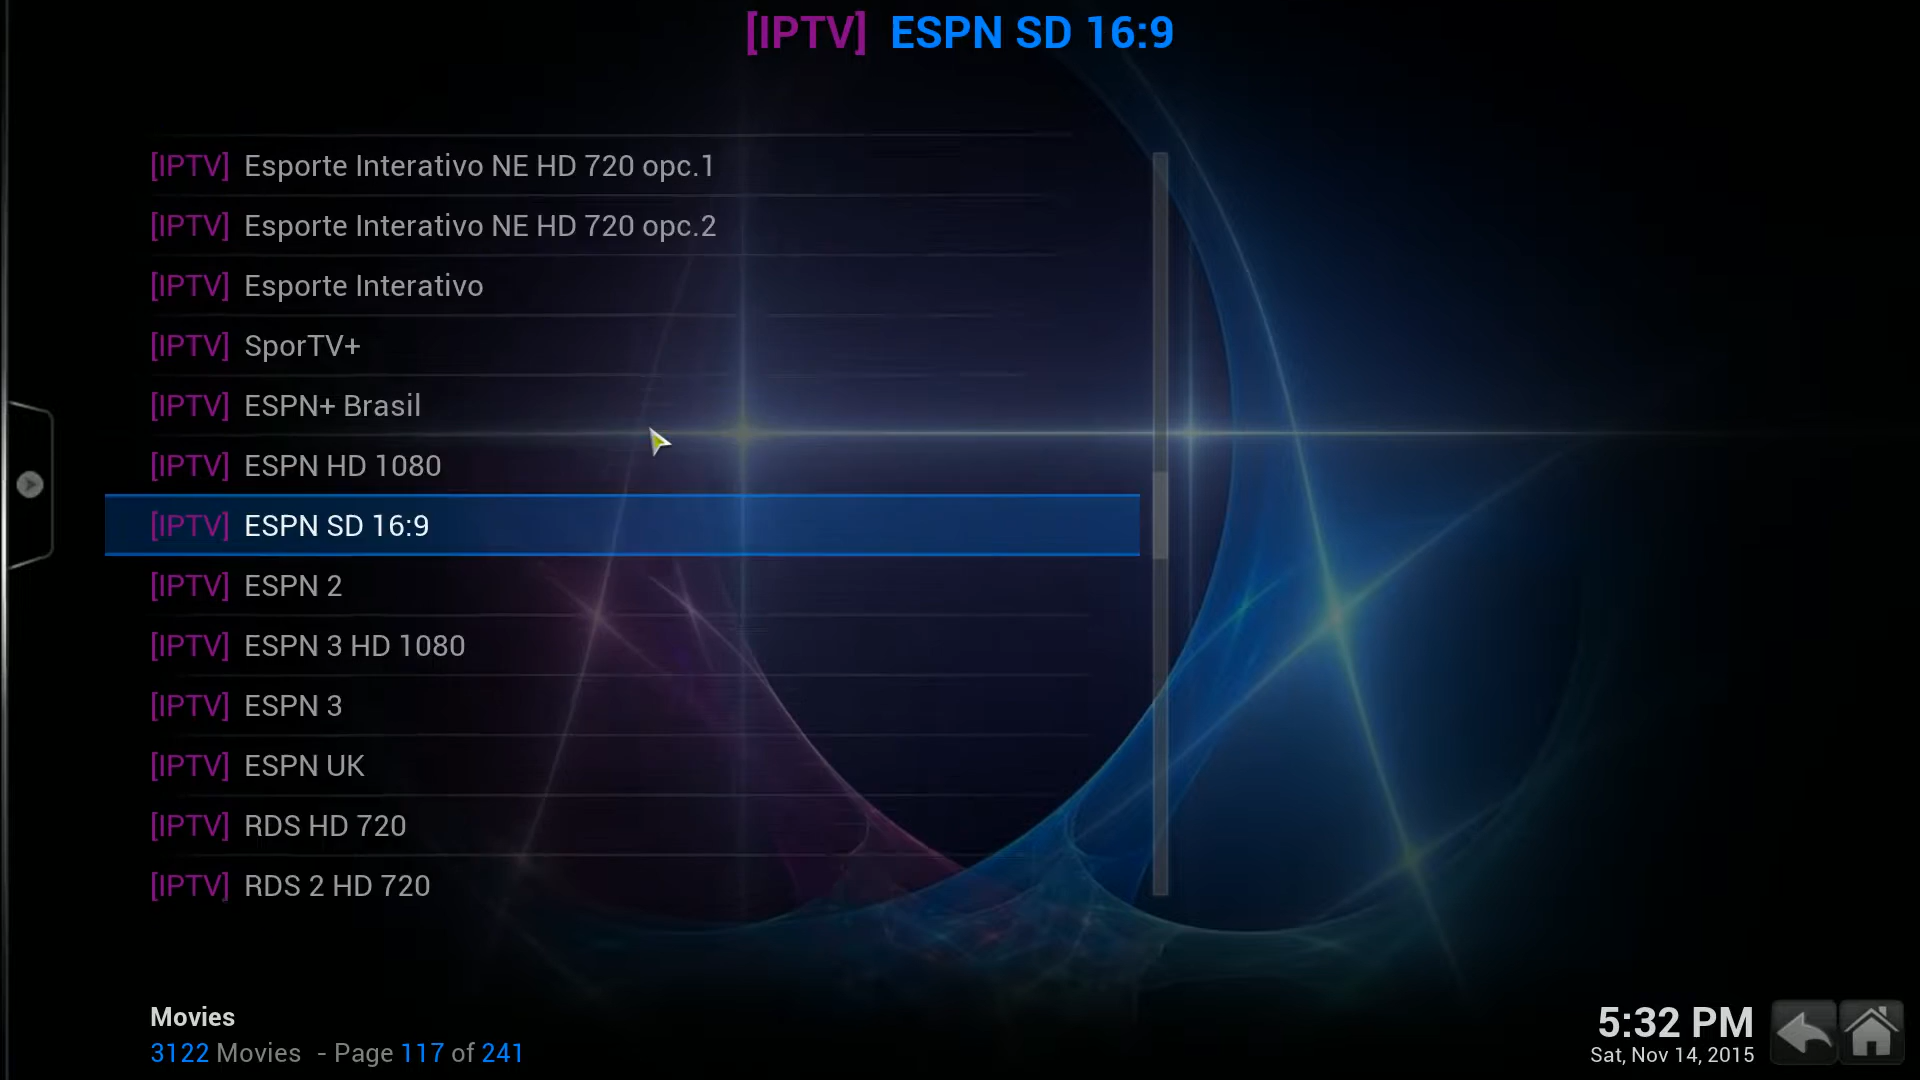 [IPTV] ESPN SD 16:9
[IPTV] Esporte Interativo NE HD 720 opc.1
[IPTV] Esporte Interativo NE HD 720 opc.2
[IPTV] Esporte Interativo
[IPTV] SporTV+
[IPTV] ESPN+ Brasil
[IPTV] ESPN HD 1080
[IPTV] ESPN SD 16:9
[IPTV] ESPN 2
[IPTV] ESPN 3 HD 1080
[IPTV] ESPN 3
[IPTV] ESPN UK
[IPTV] RDS HD 720
[IPTV] RDS 2 HD 720
Movies
3122 Movies - Page 117 of 241
5:32 PM
Sat, Nov 14, 2015